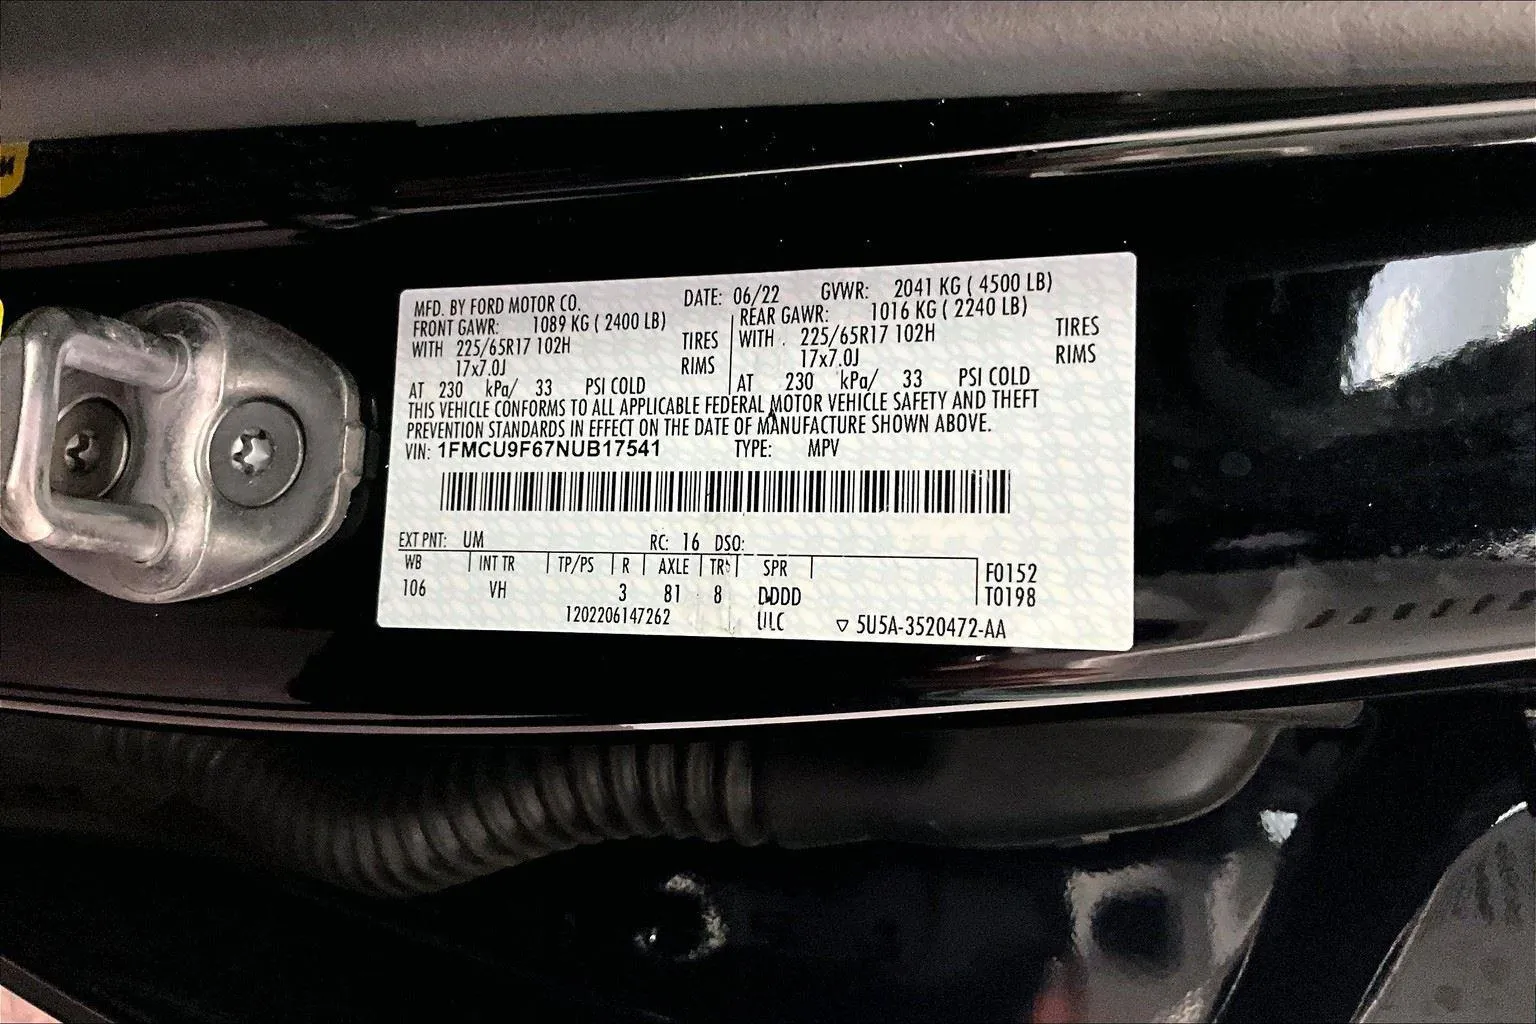 MFD. BY FORD MOTOR CO. DATE: 06/22 GVWR: 2041 KG ( 4500 LB)
FRONT GAWR: 1089 KG ( 2400 LB) REAR GAWR: 1016 KG ( 2240 LB)
WITH 225/65R17 102H TIRES WITH . 225/65R17 102H TIRES
17x7.0J RIMS 17x7.0J RIMS
AT 230 kPa/ 33 PSI COLD AT 230 kPa/ 33 PSI COLD
THIS VEHICLE CONFORMS TO ALL APPLICABLE FEDERAL MOTOR VEHICLE SAFETY AND THEFT
PREVENTION STANDARDS IN EFFECT ON THE DATE OF MANUFACTURE SHOWN ABOVE.
VIN: 1FMCU9F67NUB17541 TYPE: MPV
EXT PNT: UM RC: 16 DSO:
WB INT TR TP/PS R AXLE TR SPR F0152
106 VH 3 81 8 DDDD T0198
1202206147262 ULC ▽ 5U5A-3520472-AA